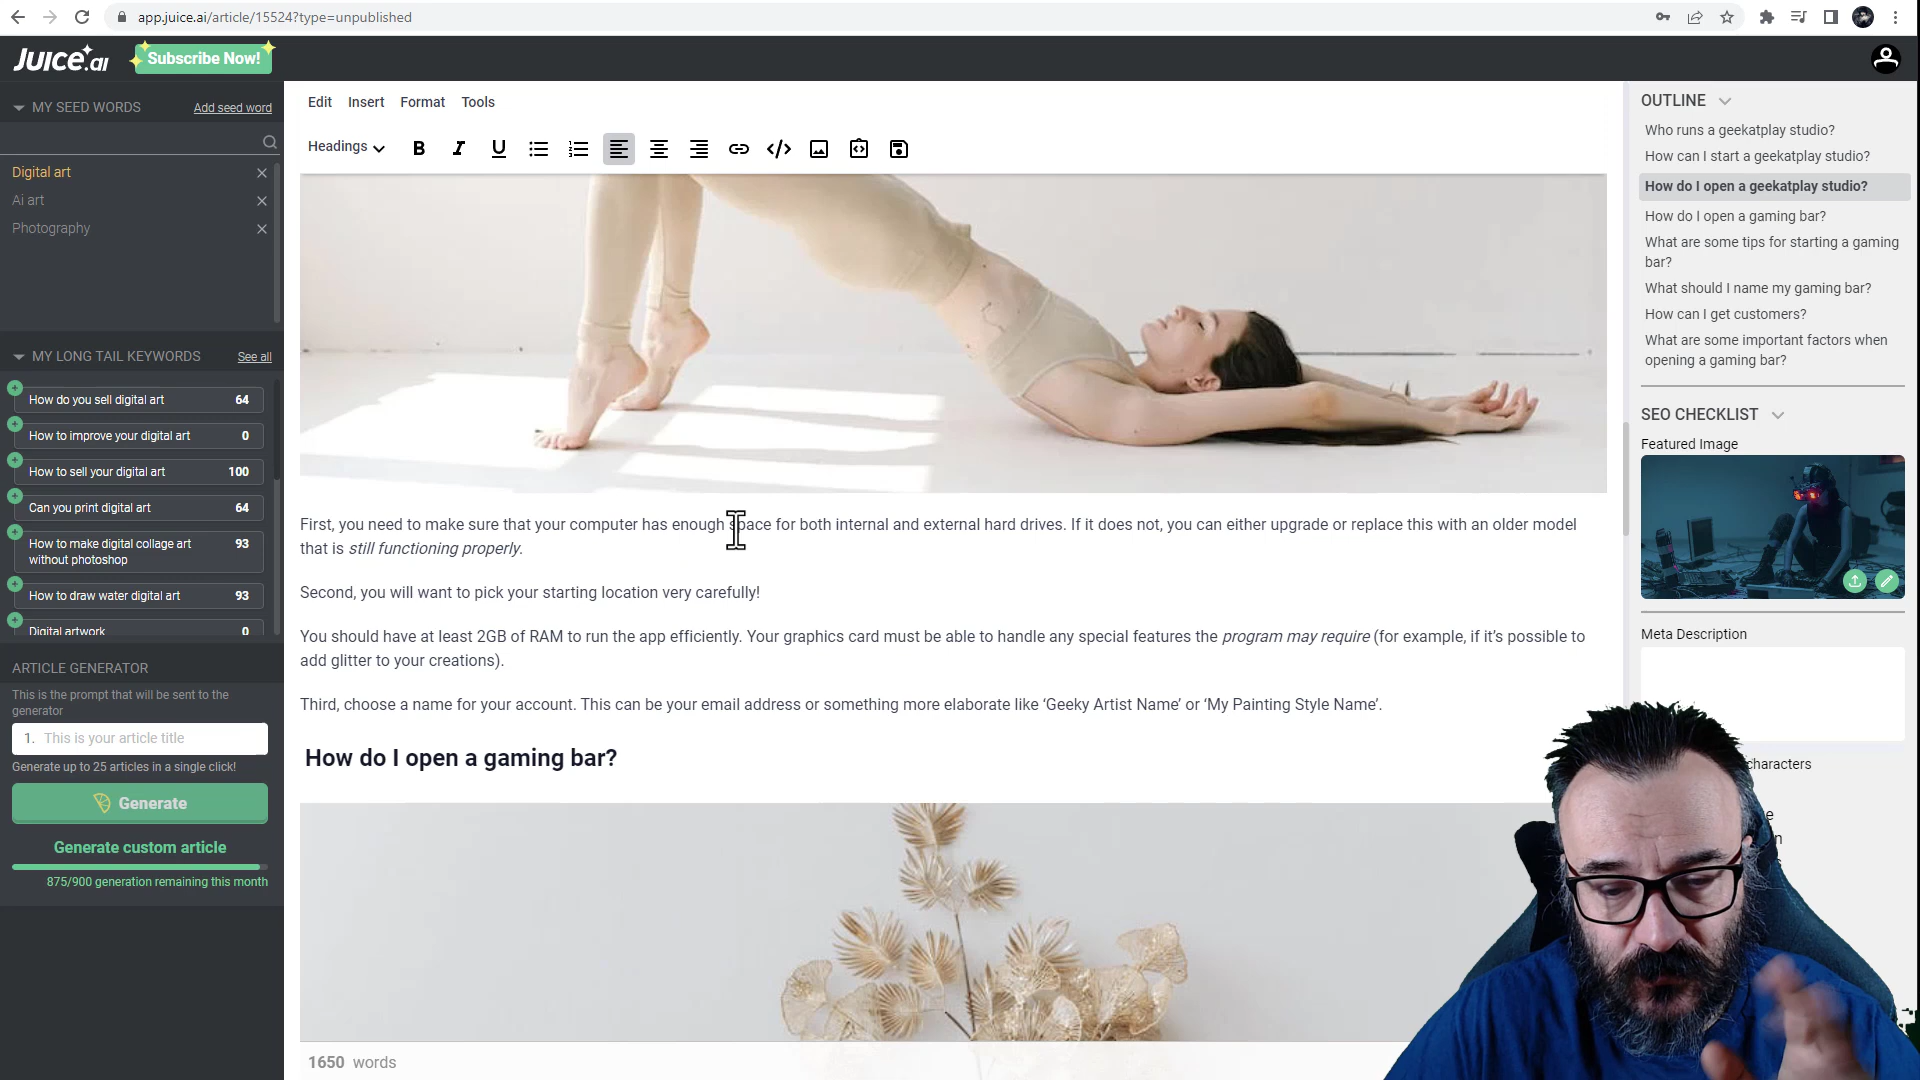 app.juice.ai/article/15524?type=unpublished
Juice.ai
Subscribe Now!
MY SEED WORDS
Add seed word
Digital art
Ai art
Photography
MY LONG TAIL KEYWORDS
See all
How do you sell digital art 64
How to improve your digital art 0
How to sell your digital art 100
Can you print digital art 64
How to make digital collage art 93
without photoshop
How to draw water digital art 93
Digital artwork 0
ARTICLE GENERATOR
This is the prompt that will be sent to the
generator
1. This is your article title
Generate up to 25 articles in a single click!
Generate
Generate custom article
875/900 generation remaining this month
Edit Insert Format Tools
Headings
First, you need to make sure that your computer has enough space for both internal and external hard drives. If it does not, you can either upgrade or replace this with an older model
that is still functioning properly.
Second, you will want to pick your starting location very carefully!
You should have at least 2GB of RAM to run the app efficiently. Your graphics card must be able to handle any special features the program may require (for example, if it's possible to
add glitter to your creations).
Third, choose a name for your account. This can be your email address or something more elaborate like ‘Geeky Artist Name’ or ‘My Painting Style Name’.
How do I open a gaming bar?
1650 words
OUTLINE
Who runs a geekatplay studio?
How can I start a geekatplay studio?
How do I open a geekatplay studio?
How do I open a gaming bar?
What are some tips for starting a gaming
bar?
What should I name my gaming bar?
How can I get customers?
What are some important factors when
opening a gaming bar?
SEO CHECKLIST
Featured Image
Meta Description
characters